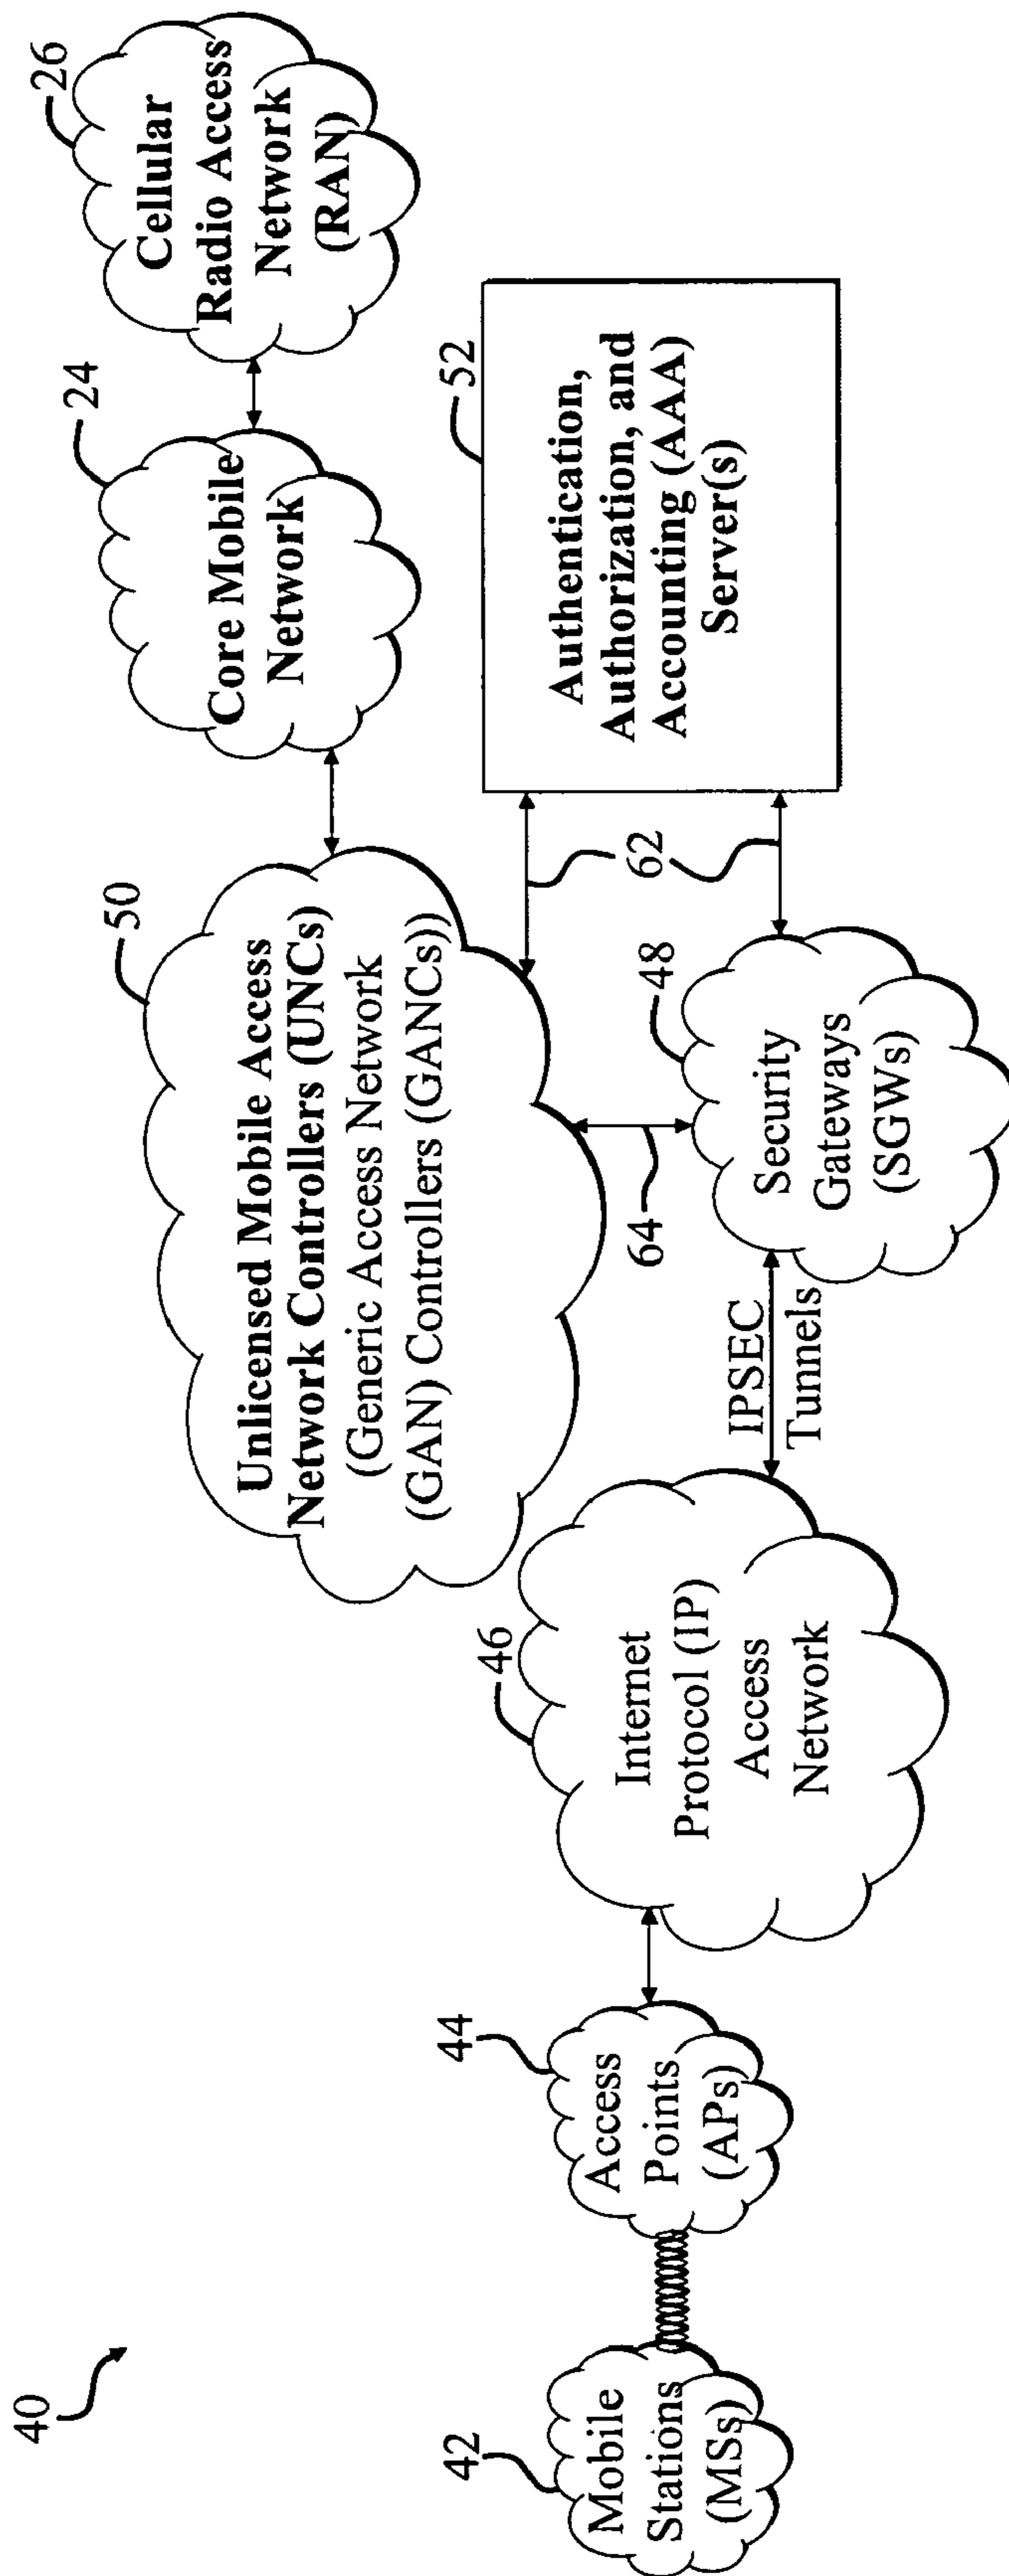 40
42
Mobile
Stations
(MSs)
44
Access
Points
(APs)
46
Internet
Protocol (IP)
Access
Network
IPSEC
Tunnels
48
Security
Gateways
(SGWs)
64
62
50
Unlicensed Mobile Access
Network Controllers (UNCs)
(Generic Access Network
(GAN) Controllers (GANCs))
52
Authentication,
Authorization, and
Accounting (AAA)
Server(s)
24
Core Mobile
Network
26
Cellular
Radio Access
Network
(RAN)